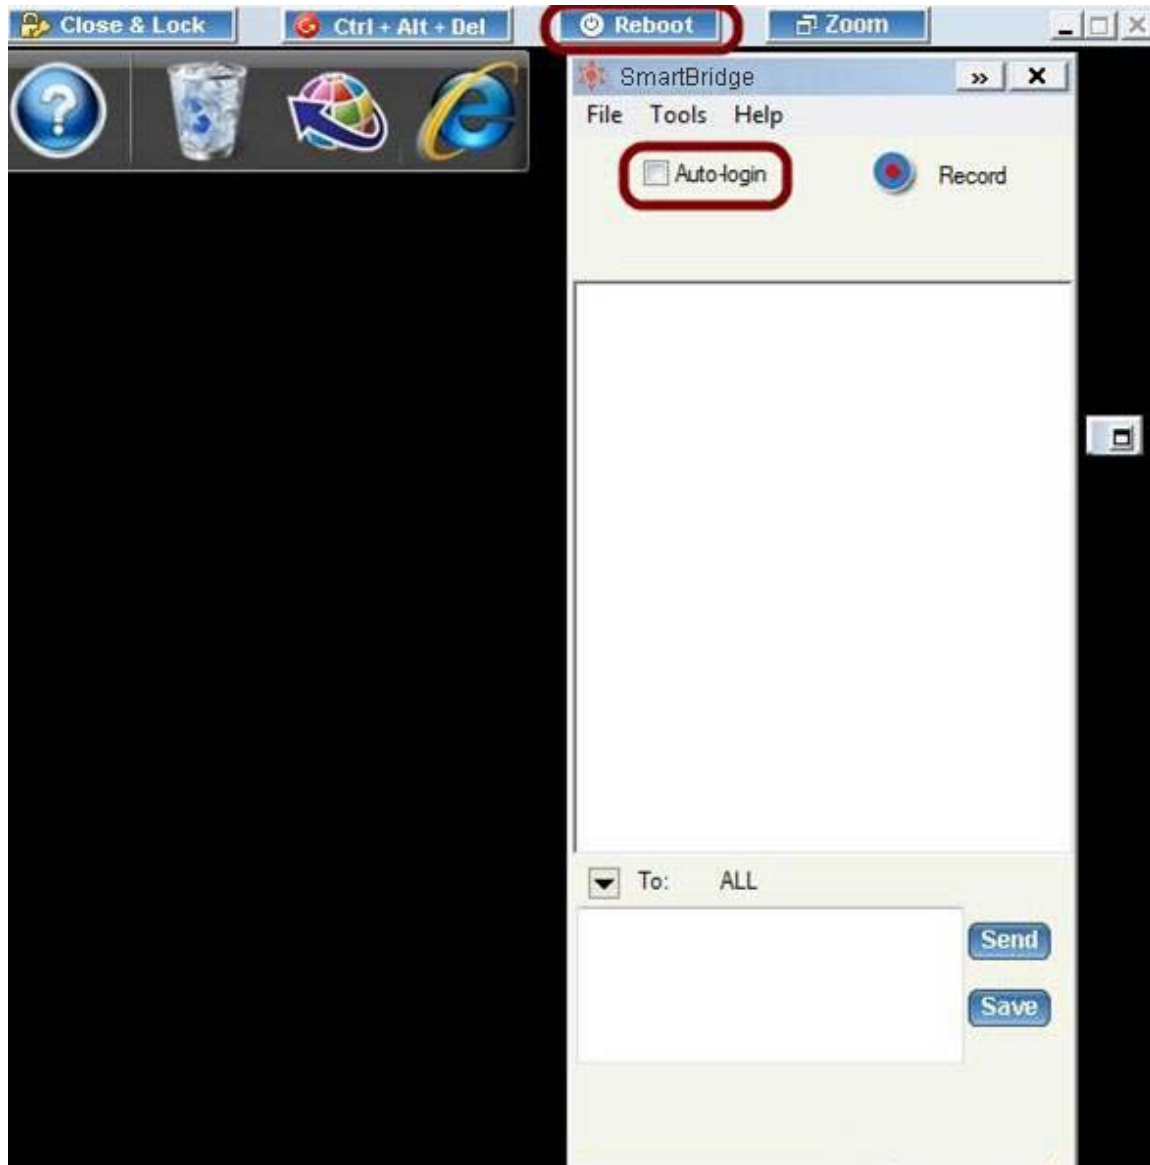 Close & Lock Ctrl + Alt + Del Reboot Zoom
SmartBridge
File Tools Help
Auto-login Record
To: ALL
Send
Save